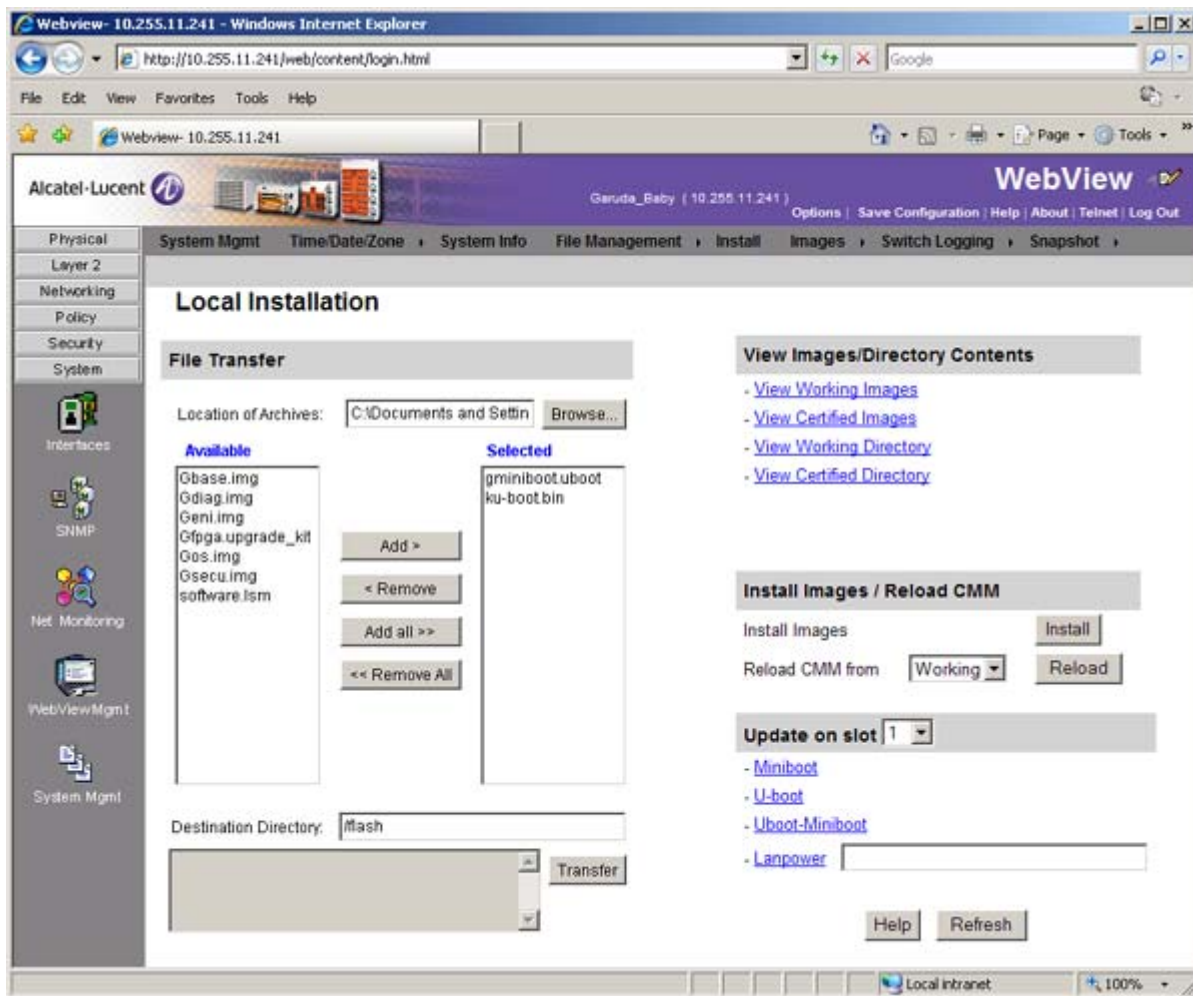 Webview- 10.255.11.241 - Windows Internet Explorer
http://10.255.11.241/web/content/login.html
Google
File Edit View Favorites Tools Help
Webview- 10.255.11.241
Page Tools
Alcatel·Lucent
Garuda_Baby ( 10.255.11.241 )
WebView
Options | Save Configuration | Help | About | Telnet | Log Out
Physical
Layer 2
Networking
Policy
Security
System
Interfaces
SNMP
Net Monitoring
WebViewMgmt
System Mgmt
System Mgmt Time/Date/Zone System Info File Management Install Images Switch Logging Snapshot
Local Installation
File Transfer
Location of Archives: C:\Documents and Settin Browse...
Available
Gbase.img
Gdiag.img
Geni.img
Gfpga.upgrade_kit
Gos.img
Gsecu.img
software.lsm
Add >
< Remove
Add all >>
<< Remove All
Selected
gminiboot.uboot
ku-boot.bin
Destination Directory: /flash
Transfer
View Images/Directory Contents
- View Working Images
- View Certified Images
- View Working Directory
- View Certified Directory
Install Images / Reload CMM
Install Images Install
Reload CMM from Working Reload
Update on slot 1
- Miniboot
- U-boot
- Uboot-Miniboot
- Lanpower
Help Refresh
Local intranet 100%